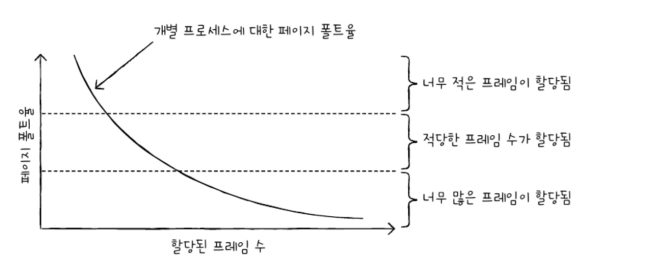 개별 프로세스에 대한 페이지 폴트율
너무 적은 프레임이 할당됨
적당한 프레임 수가 할당됨
너무 많은 프레임이 할당됨
페이지 폴트율
할당된 프레임 수